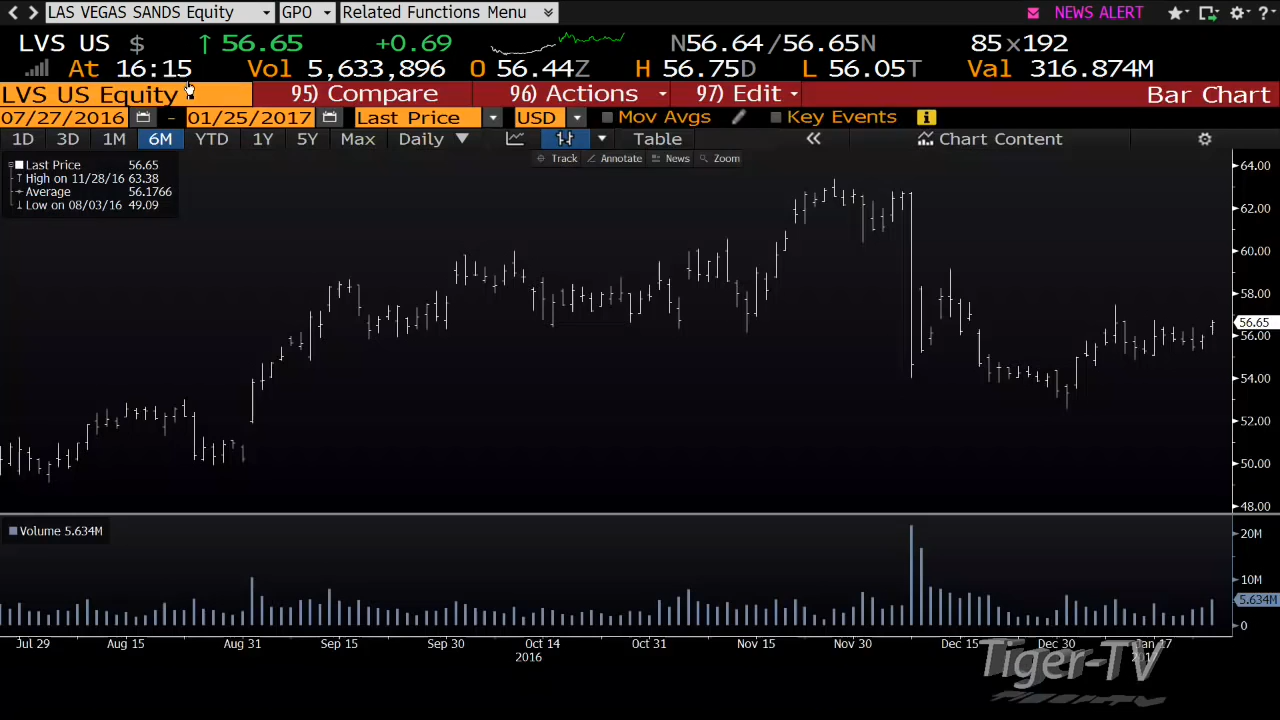 LAS VEGAS SANDS Equity GPO Related Functions Menu NEWS ALERT
LVS US $ ↑ 56.65 +0.69 N56.64/56.65N 85x192
At 16:15 Vol 5,633,896 O 56.44Z H 56.75D L 56.05T Val 316.874M
LVS US Equity 95) Compare 96) Actions 97) Edit Bar Chart
07/27/2016 - 01/25/2017 Last Price USD Mov Avgs Key Events
1D 3D 1M 6M YTD 1Y 5Y Max Daily Table Chart Content
Track Annotate News Zoom
Last Price 56.65
High on 11/28/16 63.38
Average 56.1766
Low on 08/03/16 49.09
64.00
62.00
60.00
58.00
56.65
56.00
54.00
52.00
50.00
48.00
Volume 5.634M
20M
10M
5.634M
0
Jul 29 Aug 15 Aug 31 Sep 15 Sep 30 Oct 14 Oct 31 Nov 15 Nov 30 Dec 15 Dec 30 Jan 17
2016
Tiger-TV